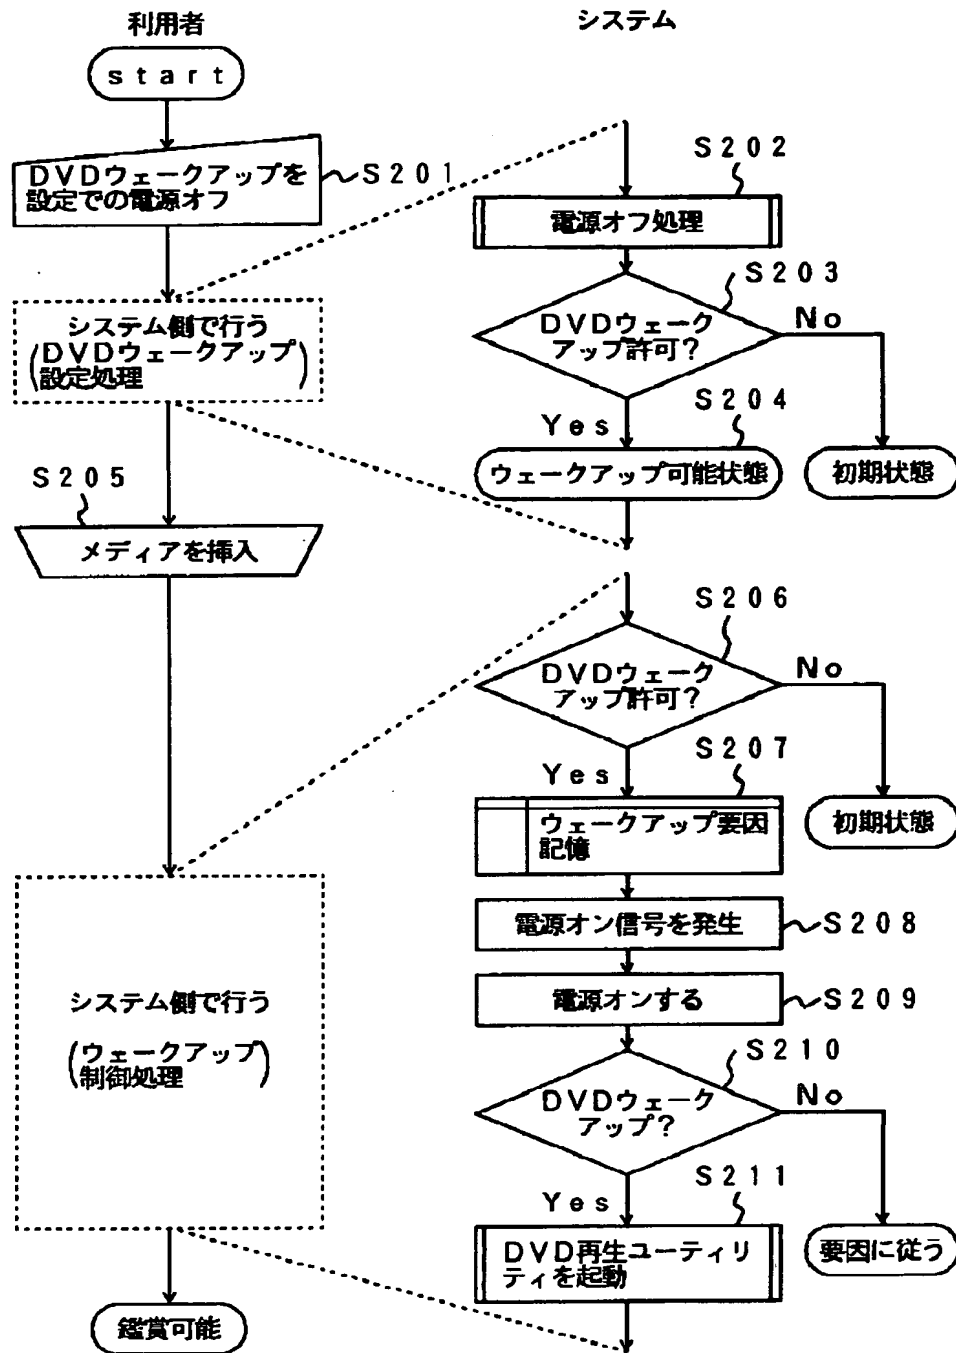 利用者
システム
start
DVDウェークアップを
設定での電源オフ
S201
S202
電源オフ処理
S203
DVDウェーク
アップ許可?
No
システム側で行う
(DVDウェークアップ
設定処理)
S204
Yes
ウェークアップ可能状態
初期状態
S205
メディアを挿入
S206
DVDウェーク
アップ許可?
No
S207
Yes
ウェークアップ要因
記憶
初期状態
電源オン信号を発生
S208
電源オンする
S209
システム側で行う
(ウェークアップ
制御処理)
S210
DVDウェーク
アップ?
No
S211
Yes
DVD再生ユーティリ
ティを起動
要因に従う
鑑賞可能